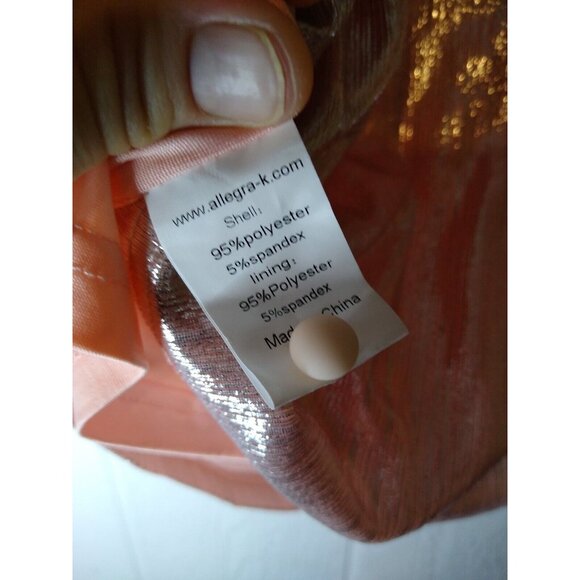 www.allegra-k.com
Shell:
95%polyester
5%spandex
lining:
95%Polyester
5%spandex
China